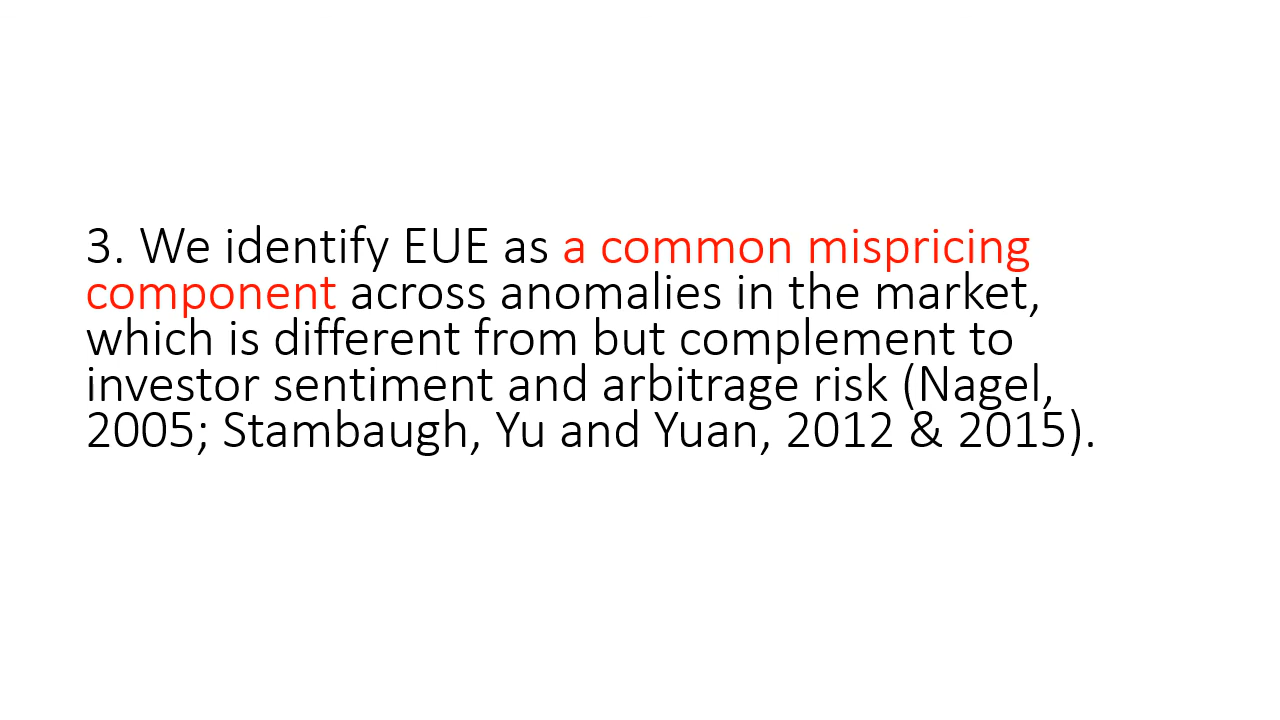 3. We identify EUE as a common mispricing
component across anomalies in the market,
which is different from but complement to
investor sentiment and arbitrage risk (Nagel,
2005; Stambaugh, Yu and Yuan, 2012 & 2015).